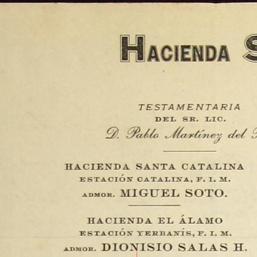 HACIENDA S
TESTAMENTARIA
DEL SR. LIC.
D. Pablo Martínez del
HACIENDA SANTA CATALINA
ESTACIÓN CATALINA, F. I. M.
ADMOR. MIGUEL SOTO.
HACIENDA EL ÁLAMO
ESTACIÓN YERBANÍS, F. I. M.
ADMOR. DIONISIO SALAS H.